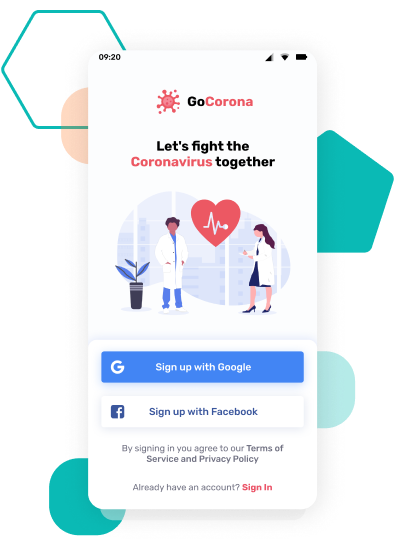 09:20
GoCorona
Let's fight the
Coronavirus together
Sign up with Google
Sign up with Facebook
By signing in you agree to our Terms of
Service and Privacy Policy
Already have an account? Sign In